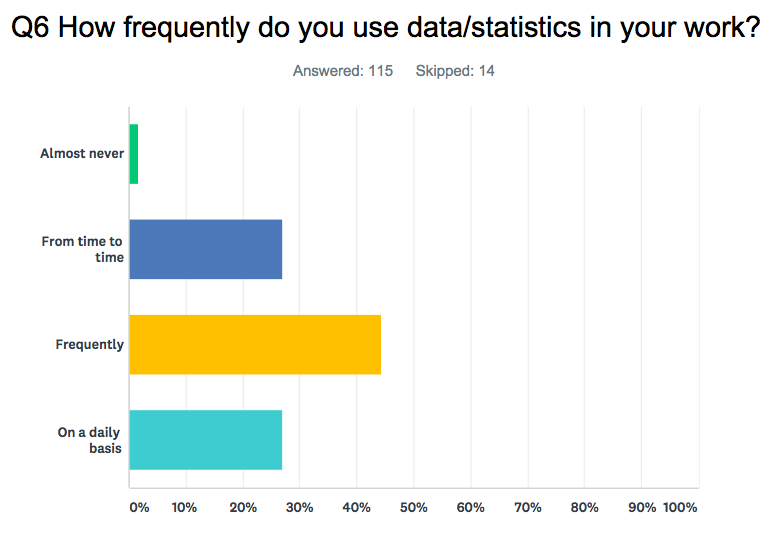 Q6 How frequently do you use data/statistics in your work?
Answered: 115 Skipped: 14
Almost never
From time to
time
Frequently
On a daily
basis
0% 10% 20% 30% 40% 50% 60% 70% 80% 90% 100%